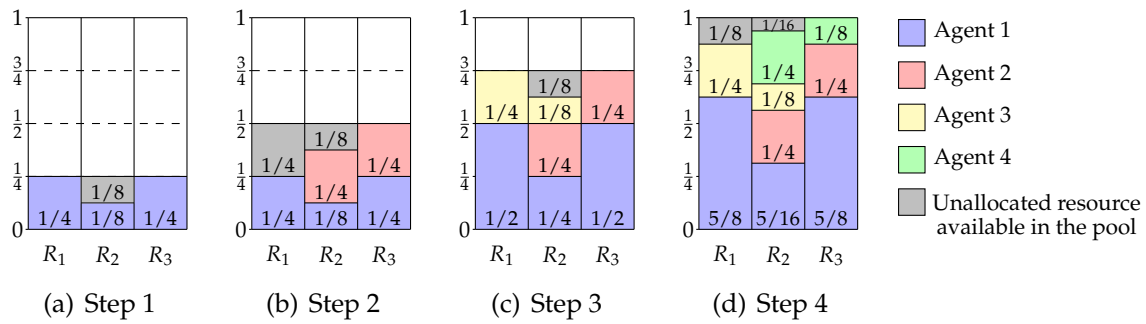 1
3/4
1/2
1/4
0
1/8
1/4 1/8 1/4
R1 R2 R3
(a) Step 1
1
3/4
1/2
1/4
0
1/8
1/4 1/4
1/4
1/4 1/8 1/4
R1 R2 R3
(b) Step 2
1
3/4
1/2
1/4
0
1/8
1/4 1/8 1/4
1/4
1/2 1/4 1/2
R1 R2 R3
(c) Step 3
1
3/4
1/2
1/4
0
1/16
1/8 1/8
1/4
1/4 1/8 1/4
1/4
5/8 5/16 5/8
R1 R2 R3
(d) Step 4
Agent 1
Agent 2
Agent 3
Agent 4
Unallocated resource
available in the pool